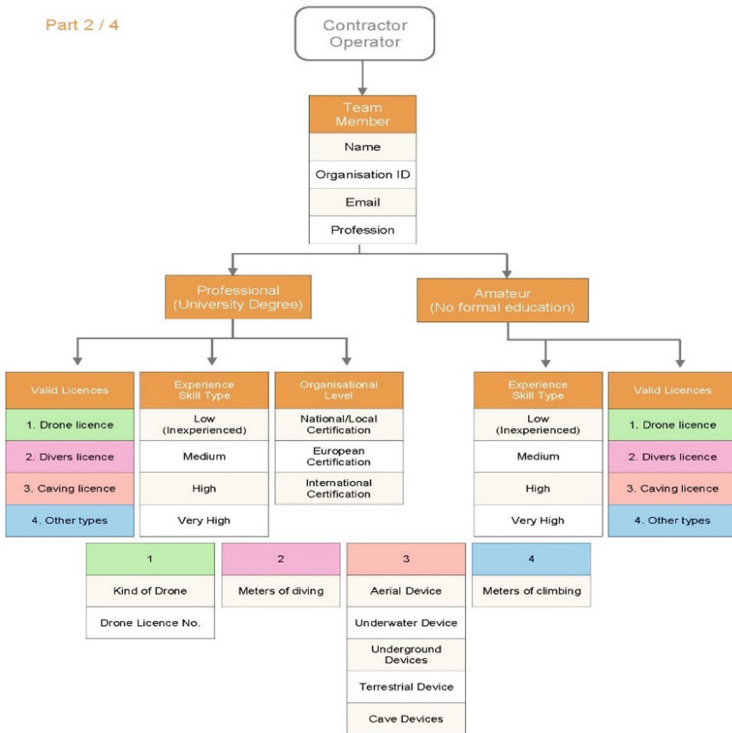 Part 2 / 4
Contractor
Operator
Team
Member
Name
Organisation ID
Email
Profession
Professional
(University Degree)
Amateur
(No formal education)
Valid Licences
1. Drone licence
2. Divers licence
3. Caving licence
4. Other types
Experience
Skill Type
Low
(Inexperienced)
Medium
High
Very High
Organisational
Level
National/Local
Certification
European
Certification
International
Certification
Experience
Skill Type
Low
(Inexperienced)
Medium
High
Very High
Valid Licences
1. Drone licence
2. Divers licence
3. Caving licence
4. Other types
1
Kind of Drone
Drone Licence No.
2
Meters of diving
3
Aerial Device
Underwater Device
Underground
Devices
Terrestrial Device
Cave Devices
4
Meters of climbing